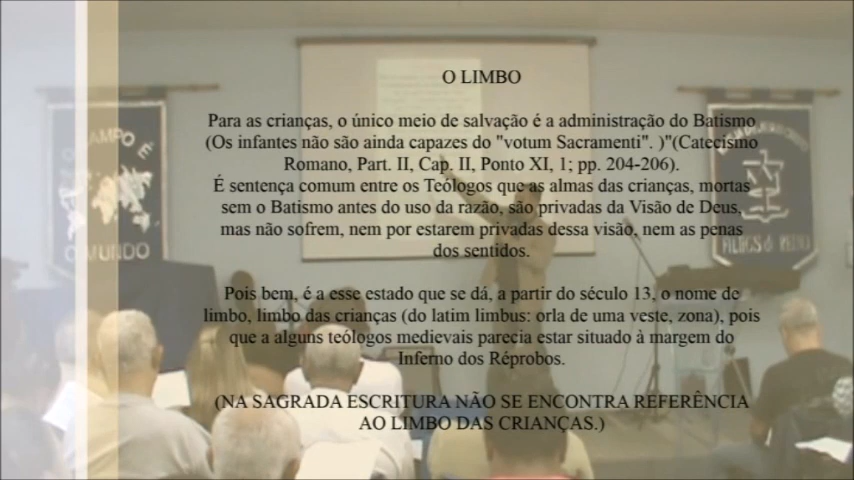 O LIMBO
Para as crianças, o único meio de salvação é a administração do Batismo
(Os infantes não são ainda capazes do "votum Sacramenti". )"(Catecismo
Romano, Part. II, Cap. II, Ponto XI, 1; pp. 204-206).
É sentença comum entre os Teólogos que as almas das crianças, mortas
sem o Batismo antes do uso da razão, são privadas da Visão de Deus,
mas não sofrem, nem por estarem privadas dessa visão, nem as penas
dos sentidos.
Pois bem, é a esse estado que se dá, a partir do século 13, o nome de
limbo, limbo das crianças (do latim limbus: orla de uma veste, zona), pois
que a alguns teólogos medievais parecia estar situado à margem do
Inferno dos Réprobos.
(NA SAGRADA ESCRITURA NÃO SE ENCONTRA REFERÊNCIA
AO LIMBO DAS CRIANÇAS.)
O CAMPO É
O MUNDO
FILHOS do REINO